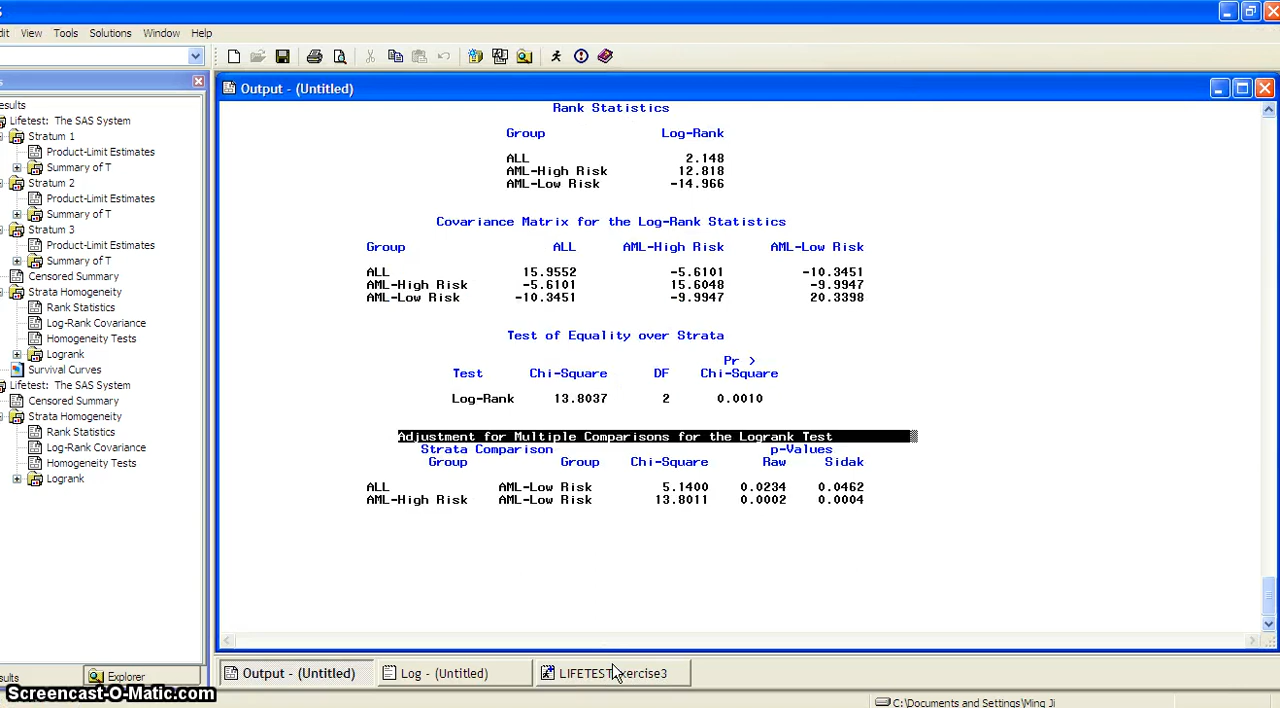 dit View Tools Solutions Window Help
s
Output - (Untitled)
esults
Lifetest: The SAS System
Stratum 1
Product-Limit Estimates
Summary of T
Stratum 2
Product-Limit Estimates
Summary of T
Stratum 3
Product-Limit Estimates
Summary of T
Censored Summary
Strata Homogeneity
Rank Statistics
Log-Rank Covariance
Homogeneity Tests
Logrank
Survival Curves
Lifetest: The SAS System
Censored Summary
Strata Homogeneity
Rank Statistics
Log-Rank Covariance
Homogeneity Tests
Logrank
Rank Statistics
Group Log-Rank
ALL 2.148
AML-High Risk 12.818
AML-Low Risk -14.966
Covariance Matrix for the Log-Rank Statistics
Group ALL AML-High Risk AML-Low Risk
ALL 15.9552 -5.6101 -10.3451
AML-High Risk -5.6101 15.6048 -9.9947
AML-Low Risk -10.3451 -9.9947 20.3398
Test of Equality over Strata
Pr >
Test Chi-Square DF Chi-Square
Log-Rank 13.8037 2 0.0010
Adjustment for Multiple Comparisons for the Logrank Test
Strata Comparison p-Values
Group Group Chi-Square Raw Sidak
ALL AML-Low Risk 5.1400 0.0234 0.0462
AML-High Risk AML-Low Risk 13.8011 0.0002 0.0004
esults Explorer Output - (Untitled) Log - (Untitled) LIFETEST exercise3
Screencast-O-Matic.com
C:\Documents and Settings\Ming Ji